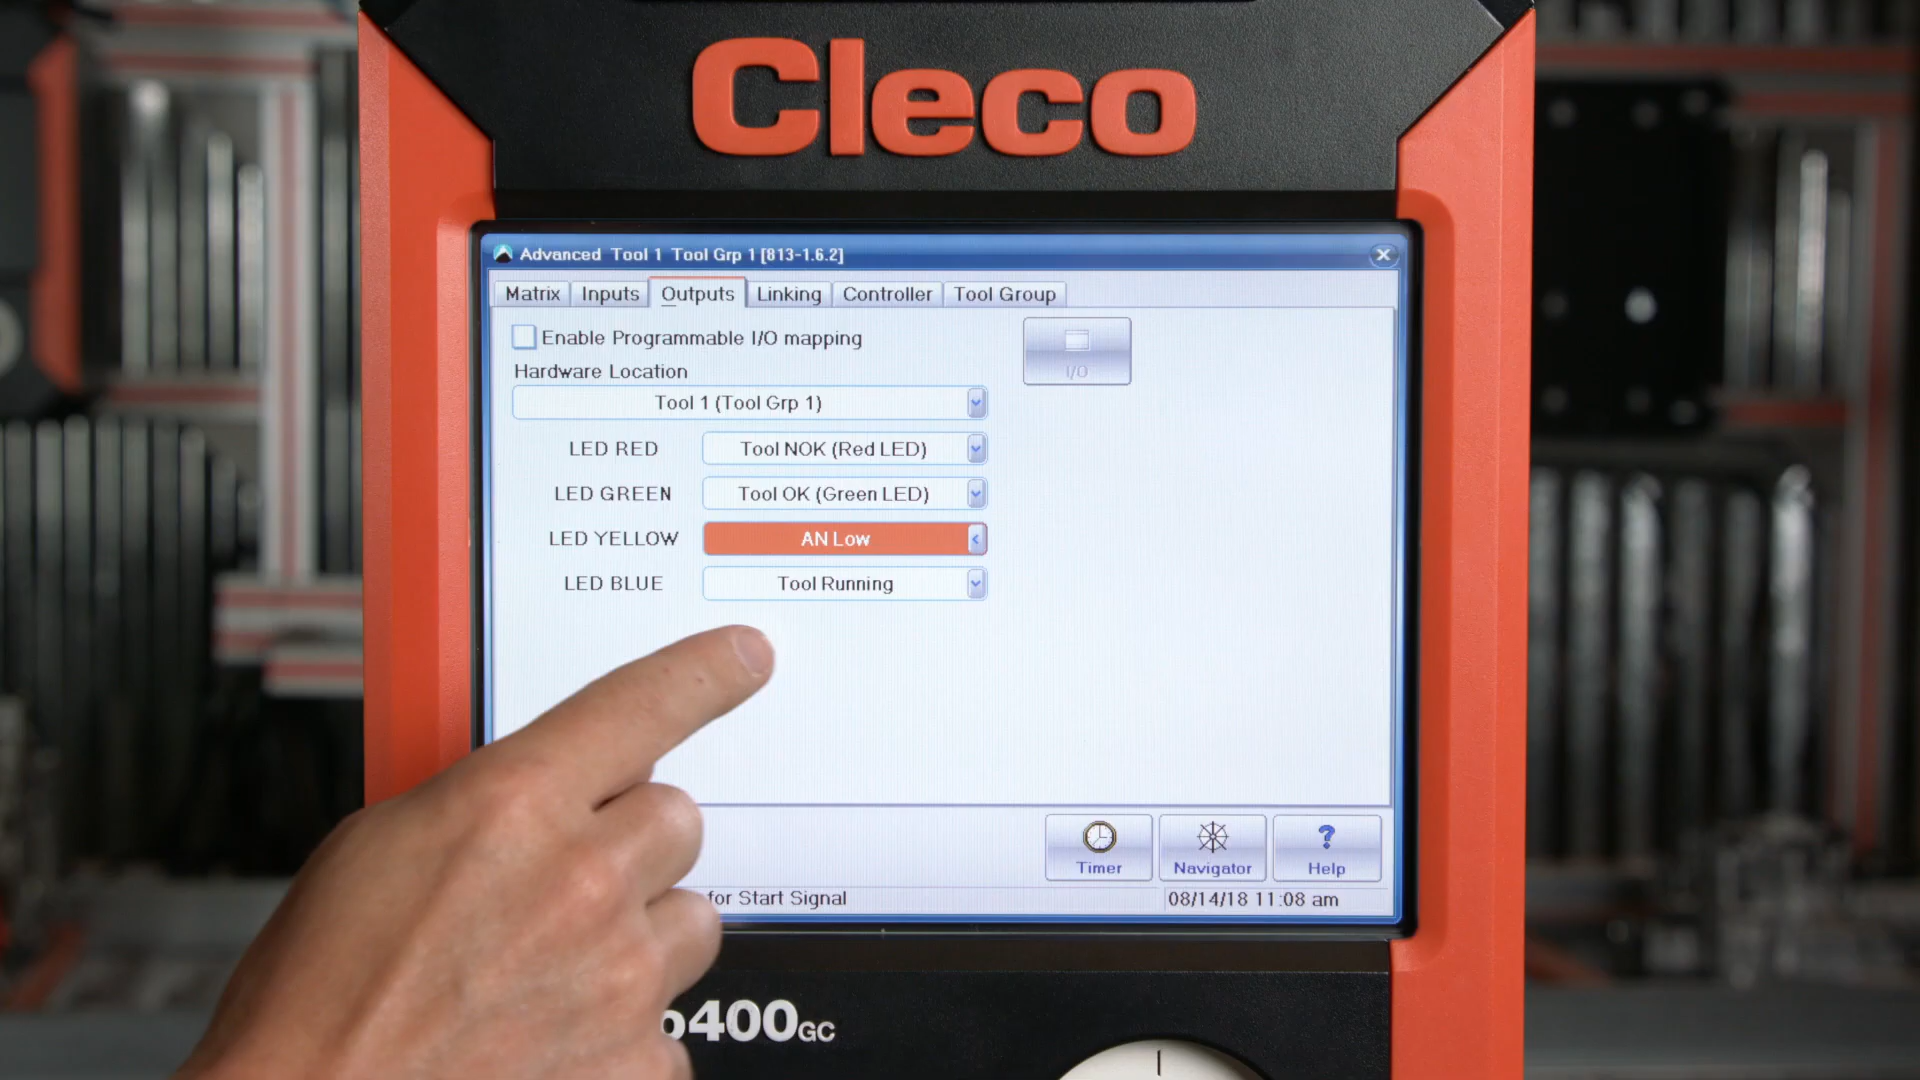 Cleco
Advanced Tool 1 Tool Grp 1 [813-1.6.2]
Matrix Inputs Outputs Linking Controller Tool Group
Enable Programmable I/O mapping
I/O
Hardware Location
Tool 1 (Tool Grp 1)
LED RED Tool NOK (Red LED)
LED GREEN Tool OK (Green LED)
LED YELLOW AN Low
LED BLUE Tool Running
Timer Navigator Help
for Start Signal 08/14/18 11:08 am
400GC